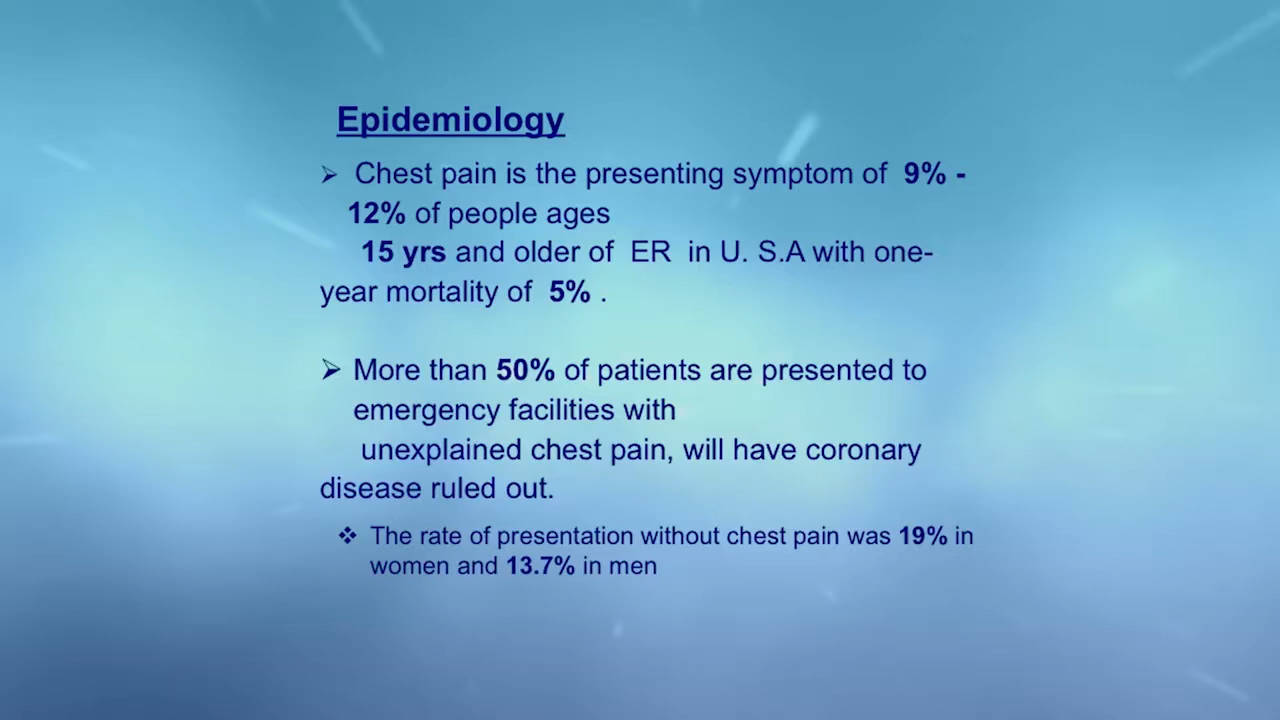 Epidemiology
➢ Chest pain is the presenting symptom of 9% -
12% of people ages
15 yrs and older of ER in U. S.A with one-
year mortality of 5% .
➢ More than 50% of patients are presented to
emergency facilities with
unexplained chest pain, will have coronary
disease ruled out.
❖ The rate of presentation without chest pain was 19% in
women and 13.7% in men